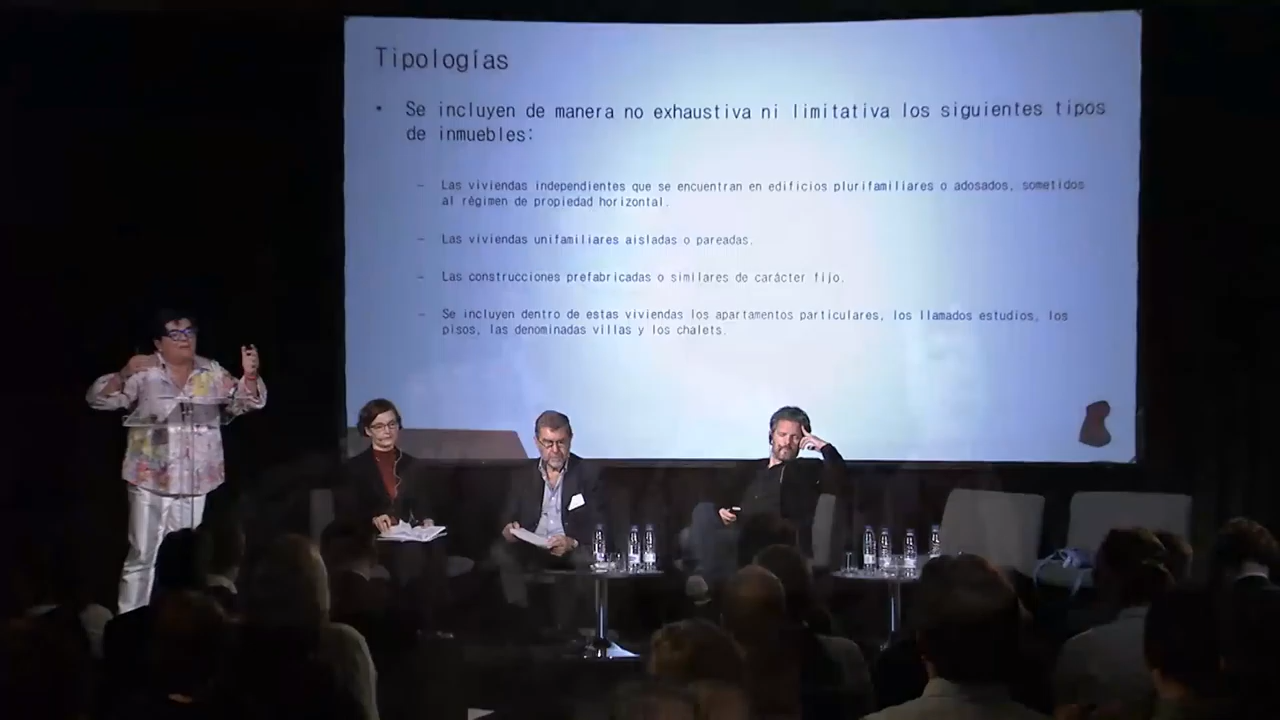 Tipologías
• Se incluyen de manera no exhaustiva ni limitativa los siguientes tipos
de inmuebles:
– Las viviendas independientes que se encuentran en edificios plurifamiliares o adosados, sometidos
al régimen de propiedad horizontal.
– Las viviendas unifamiliares aisladas o pareadas.
– Las construcciones prefabricadas o similares de carácter fijo.
– Se incluyen dentro de estas viviendas los apartamentos particulares, los llamados estudios, los
pisos, las denominadas villas y los chalets.